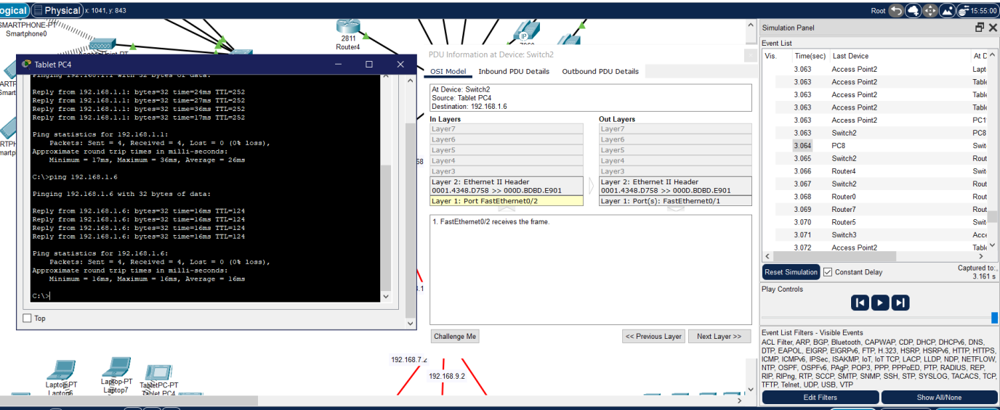 ogical Physical x: 1041, y: 843
Root 15:55:00
SMARTPHONE-PT
Smartphone0
2811
Router4
IP
Tablet PC4
Pinging 192.168.1.1 with 32 bytes of data:
Reply from 192.168.1.1: bytes=32 time=24ms TTL=252
Reply from 192.168.1.1: bytes=32 time=27ms TTL=252
Reply from 192.168.1.1: bytes=32 time=36ms TTL=252
Reply from 192.168.1.1: bytes=32 time=17ms TTL=252
Ping statistics for 192.168.1.1:
Packets: Sent = 4, Received = 4, Lost = 0 (0% loss),
Approximate round trip times in milli-seconds:
Minimum = 17ms, Maximum = 36ms, Average = 26ms
C:\>ping 192.168.1.6
Pinging 192.168.1.6 with 32 bytes of data:
Reply from 192.168.1.6: bytes=32 time=16ms TTL=124
Reply from 192.168.1.6: bytes=32 time=16ms TTL=124
Reply from 192.168.1.6: bytes=32 time=16ms TTL=124
Reply from 192.168.1.6: bytes=32 time=16ms TTL=124
Ping statistics for 192.168.1.6:
Packets: Sent = 4, Received = 4, Lost = 0 (0% loss),
Approximate round trip times in milli-seconds:
Minimum = 16ms, Maximum = 16ms, Average = 16ms
C:\>
Top
PDU Information at Device: Switch2
OSI Model Inbound PDU Details Outbound PDU Details
At Device: Switch2
Source: Tablet PC4
Destination: 192.168.1.6
In Layers Out Layers
Layer7 Layer7
Layer6 Layer6
Layer5 Layer5
Layer4 Layer4
Layer3 Layer3
Layer 2: Ethernet II Header Layer 2: Ethernet II Header
0001.4348.D758 >> 000D.BDBD.E901 0001.4348.D758 >> 000D.BDBD.E901
Layer 1: Port FastEthernet0/2 Layer 1: Port(s): FastEthernet0/1
1. FastEthernet0/2 receives the frame.
Challenge Me << Previous Layer Next Layer >>
192.168.7.2
192.168.9.2
Laptop-PT Laptop-PT TabletPC-PT
Laptop6 Laptop7 Tablet PC4
Simulation Panel
Event List
Vis. Time(sec) Last Device At D
3.063 Access Point2 Lapt
3.063 Access Point2 Table
3.063 Access Point2 Table
3.063 Access Point2 Table
3.063 Access Point2 PC1
3.063 Switch2 PC8
3.064 PC8 Swit
3.065 Switch2 Rout
3.066 Router4 Swit
3.067 Switch2 Rout
3.068 Router0 Rout
3.069 Router7 Rout
3.070 Router5 Swit
3.071 Switch3 Acce
3.072 Access Point2 Table
Reset Simulation Constant Delay Captured to:
3.161 s
Play Controls
Event List Filters - Visible Events
ACL Filter, ARP, BGP, Bluetooth, CAPWAP, CDP, DHCP, DHCPv6, DNS,
DTP, EAPOL, EIGRP, EIGRPv6, FTP, H.323, HSRP, HSRPv6, HTTP, HTTPS,
ICMP, ICMPv6, IPSec, ISAKMP, IoT, IoT TCP, LACP, LLDP, NDP, NETFLOW,
NTP, OSPF, OSPFv6, PAgP, POP3, PPP, PPPoED, PTP, RADIUS, REP,
RIP, RIPng, RTP, SCCP, SMTP, SNMP, SSH, STP, SYSLOG, TACACS, TCP,
TFTP, Telnet, UDP, USB, VTP
Edit Filters Show All/None